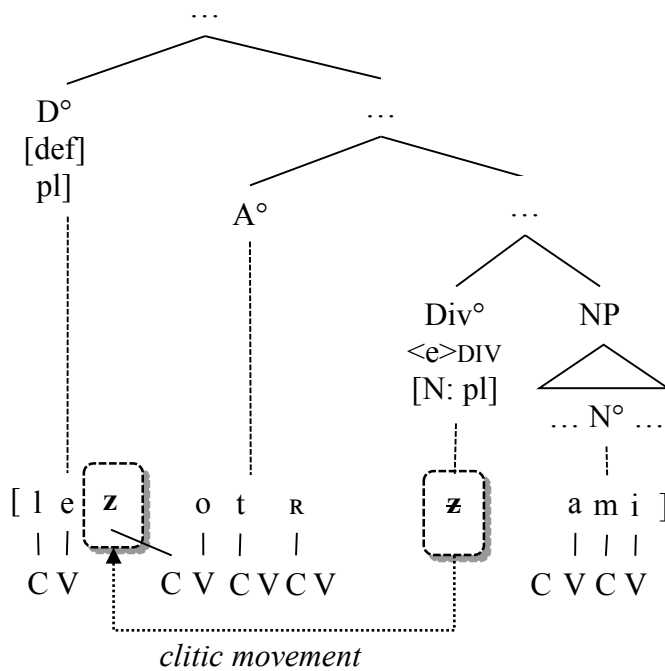 …
D°
[def]
pl]
…
A°
…
Div°
NP
<e>DIV
[N: pl]
… N° …
[ l e z o t ʀ z̶ a m i ]
C V C V C V C V C V C V
clitic movement